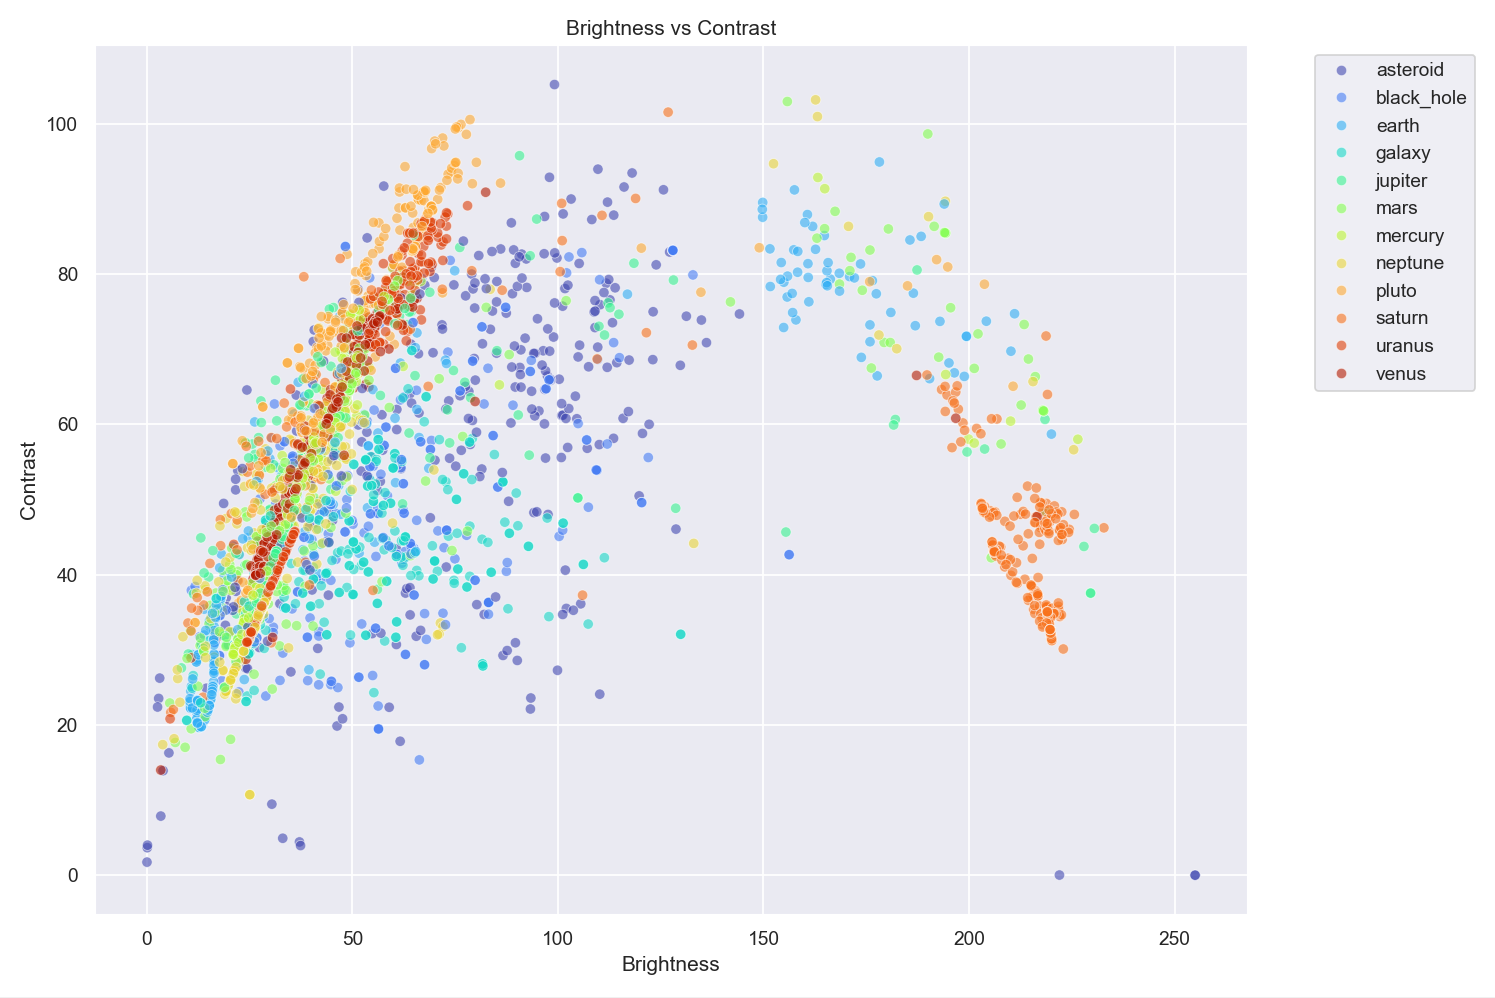 Brightness vs Contrast
asteroid
black_hole
earth
galaxy
jupiter
mars
mercury
neptune
pluto
saturn
uranus
venus
Contrast
100
80
60
40
20
0
0 50 100 150 200 250
Brightness